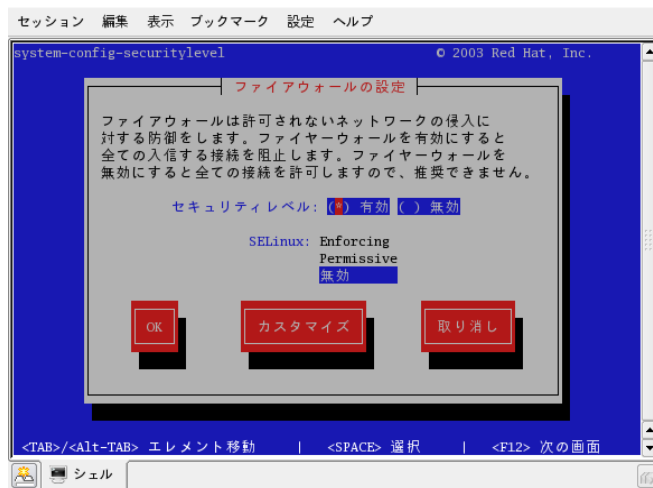 セッション 編集 表示 ブックマーク 設定 ヘルプ
system-config-securitylevel © 2003 Red Hat, Inc.
ファイアウォールの設定
ファイアウォールは許可されないネットワークの侵入に
対する防御をします。ファイヤーウォールを有効にすると
全ての入信する接続を阻止します。ファイヤーウォールを
無効にすると全ての接続を許可しますので、推奨できません。
セキュリティレベル: (*) 有効 ( ) 無効
SELinux: Enforcing
Permissive
無効
OK カスタマイズ 取り消し
<TAB>/<Alt-TAB> エレメント移動 | <SPACE> 選択 | <F12> 次の画面
シェル